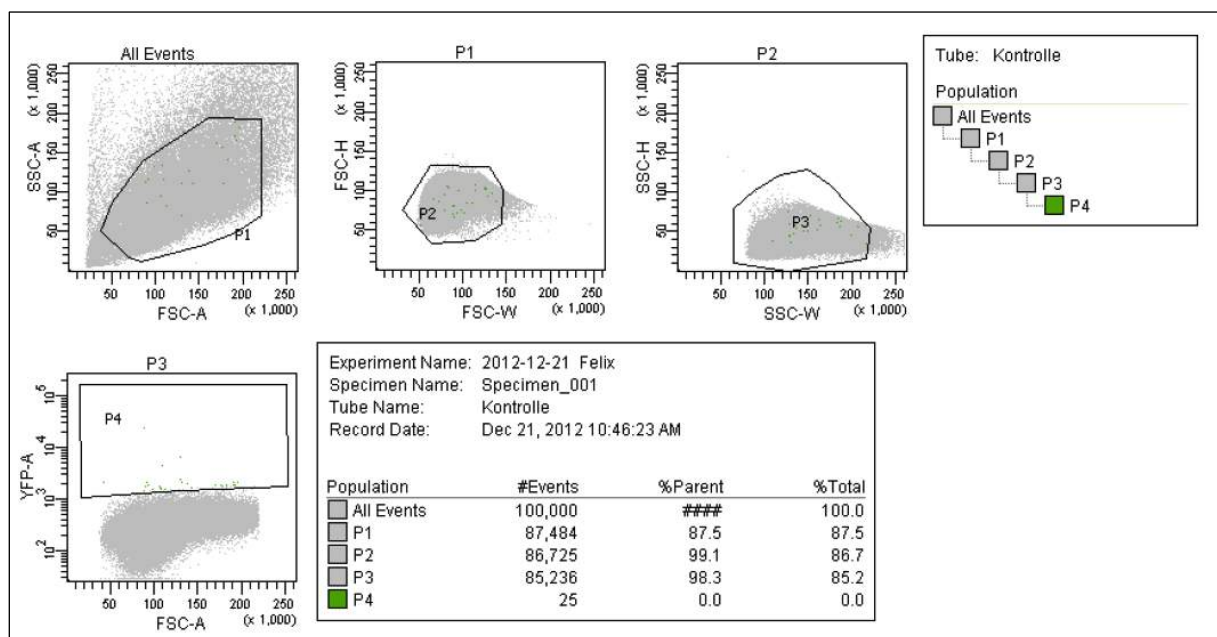 All Events
(x 1,000)
SSC-A
50 100 150 200 250
P1
50 100 150 200 250
FSC-A (x 1,000)
P1
(x 1,000)
FSC-H
50 100 150 200 250
P2
50 100 150 200 250
FSC-W (x 1,000)
P2
(x 1,000)
SSC-H
50 100 150 200 250
P3
50 100 150 200 250
SSC-W (x 1,000)
Tube: Kontrolle
Population
All Events
P1
P2
P3
P4
P3
YFP-A
10^2 10^3 10^4 10^5
P4
50 100 150 200 250
FSC-A (x 1,000)
Experiment Name: 2012-12-21 Felix
Specimen Name: Specimen_001
Tube Name: Kontrolle
Record Date: Dec 21, 2012 10:46:23 AM
Population #Events %Parent %Total
All Events 100,000 #### 100.0
P1 87,484 87.5 87.5
P2 86,725 99.1 86.7
P3 85,236 98.3 85.2
P4 25 0.0 0.0